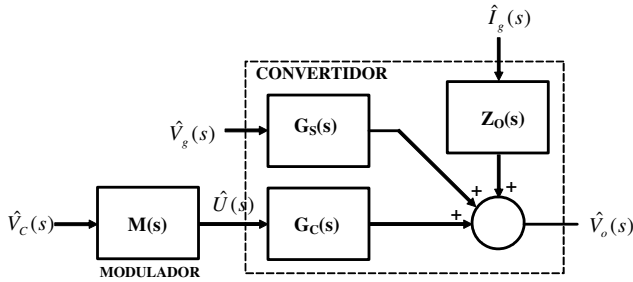 Î_g(s)
CONVERTIDOR
G_S(s)
Z_O(s)
V̂_g(s)
+
+
+
V̂_C(s)
M(s)
Û(s)
G_C(s)
V̂_o(s)
MODULADOR